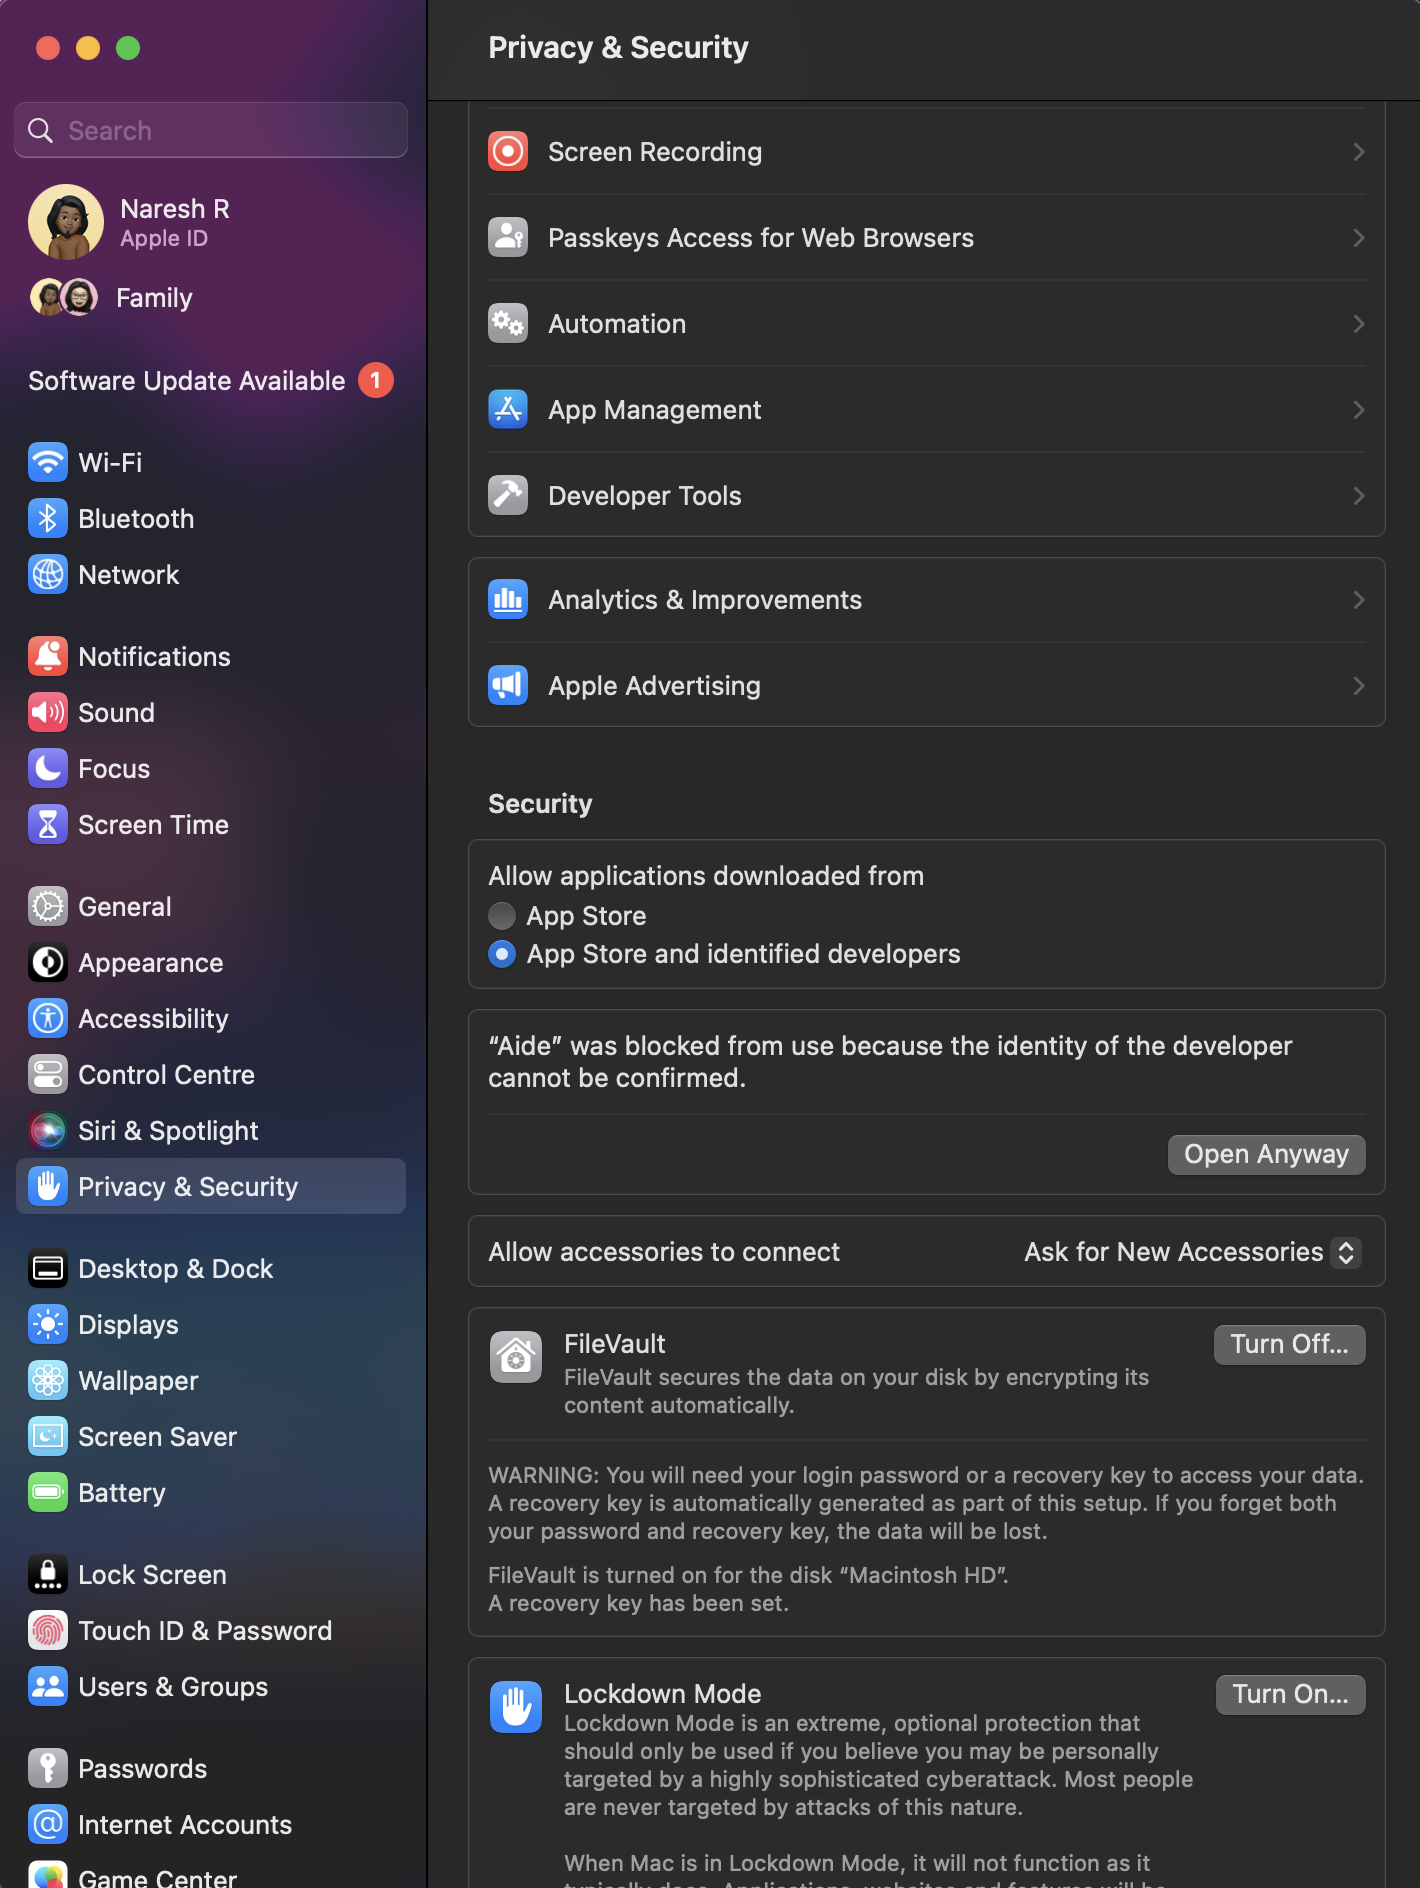 Search
Naresh R
Apple ID
Family
Software Update Available 1
Wi-Fi
Bluetooth
Network
Notifications
Sound
Focus
Screen Time
General
Appearance
Accessibility
Control Centre
Siri & Spotlight
Privacy & Security
Desktop & Dock
Displays
Wallpaper
Screen Saver
Battery
Lock Screen
Touch ID & Password
Users & Groups
Passwords
Internet Accounts
Game Center
Privacy & Security
Screen Recording
Passkeys Access for Web Browsers
Automation
App Management
Developer Tools
Analytics & Improvements
Apple Advertising
Security
Allow applications downloaded from
App Store
App Store and identified developers
“Aide” was blocked from use because the identity of the developer
cannot be confirmed.
Open Anyway
Allow accessories to connect Ask for New Accessories
FileVault Turn Off...
FileVault secures the data on your disk by encrypting its
content automatically.
WARNING: You will need your login password or a recovery key to access your data.
A recovery key is automatically generated as part of this setup. If you forget both
your password and recovery key, the data will be lost.
FileVault is turned on for the disk “Macintosh HD”.
A recovery key has been set.
Lockdown Mode Turn On...
Lockdown Mode is an extreme, optional protection that
should only be used if you believe you may be personally
targeted by a highly sophisticated cyberattack. Most people
are never targeted by attacks of this nature.
When Mac is in Lockdown Mode, it will not function as it
typically does. Applications, websites and features will be